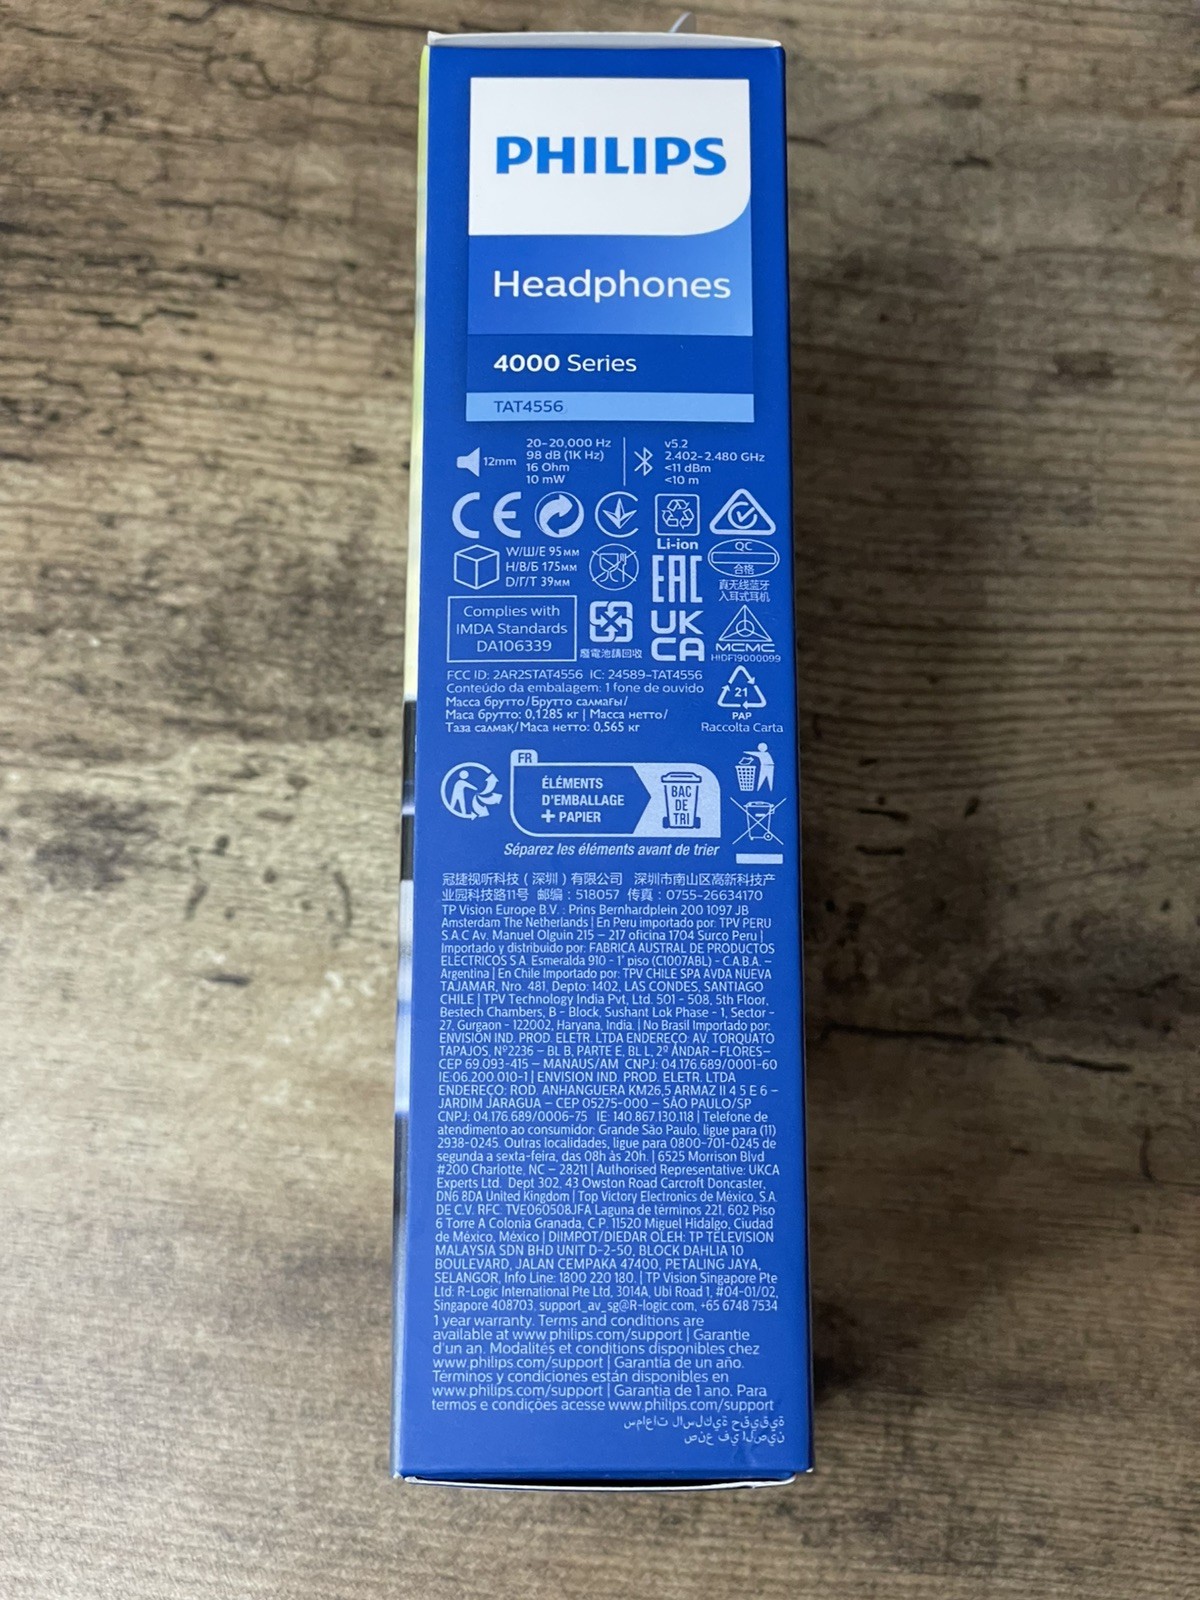 PHILIPS
Headphones
4000 Series
TAT4556
12mm
20-20,000 Hz
98 dB (1K Hz)
16 Ohm
10 mW
v5.2
2.402-2.480 GHz
<11 dBm
<10 m
CE
Li-ion
W/Ш/Е 95мм
H/В/Б 175мм
D/Г/Т 39мм
EAC
QC
合格
真无线蓝牙
入耳式耳机
Complies with
IMDA Standards
DA106339
廢電池請回收
UK
CA
MCMC
HIDF19000099
FCC ID: 2AR2STAT4556 IC: 24589-TAT4556
Conteúdo da embalagem: 1 fone de ouvido
Масса брутто/Брутто салмағы/
Маса брутто: 0,1285 кг | Масса нетто/
Таза салмақ/Маса нетто: 0,565 кг
21
PAP
Raccolta Carta
FR
ÉLÉMENTS
D'EMBALLAGE
+ PAPIER
BAC
DE
TRI
Séparez les éléments avant de trier
冠捷视听科技（深圳）有限公司 深圳市南山区高新科技产
业园科技路11号 邮编：518057 传真：0755-26634170
TP Vision Europe B.V. : Prins Bernhardplein 200 1097 JB
Amsterdam The Netherlands | En Peru importado por: TPV PERU
S.A.C Av. Manuel Olguin 215 – 217 oficina 1704 Surco Peru |
Importado y distribuido por: FABRICA AUSTRAL DE PRODUCTOS
ELECTRICOS S A. Esmeralda 910 - 1° piso (C1007ABL) - C.A.B.A. –
Argentina | En Chile Importado por: TPV CHILE SPA AVDA NUEVA
TAJAMAR, Nro. 481, Depto: 1402, LAS CONDES, SANTIAGO
CHILE | TPV Technology India Pvt, Ltd. 501 - 508, 5th Floor,
Bestech Chambers, B - Block, Sushant Lok Phase - 1, Sector -
27, Gurgaon - 122002, Haryana, India. | No Brasil Importado por:
ENVISION IND. PROD. ELETR. LTDA ENDEREÇO: AV. TORQUATO
TAPAJOS, Nº2236 – BL B, PARTE E, BL L, 2º ANDAR – FLORES–
CEP 69.093-415 – MANAUS/AM CNPJ: 04.176.689/0001-60
IE:06.200.010-1 | ENVISION IND. PROD. ELETR. LTDA
ENDEREÇO: ROD. ANHANGUERA KM26,5 ARMAZ II 4 5 E 6 –
JARDIM JARAGUA – CEP 05275-000 – SÃO PAULO/SP
CNPJ: 04.176.689/0006-75 IE: 140.867.130.118 | Telefone de
atendimento ao consumidor: Grande São Paulo, ligue para (11)
2938-0245. Outras localidades, ligue para 0800-701-0245 de
segunda a sexta-feira, das 08h às 20h. | 6525 Morrison Blvd
#200 Charlotte, NC – 28211 | Authorised Representative: UKCA
Experts Ltd. Dept 302, 43 Owston Road Carcroft Doncaster,
DN6 8DA United Kingdom | Top Victory Electronics de México, S.A.
DE C.V. RFC. TVE060508JFA Laguna de términos 221, 602 Piso
6 Torre A Colonia Granada, C.P. 11520 Miguel Hidalgo, Ciudad
de México, México | DIIMPOT/DIEDAR OLEH: TP TELEVISION
MALAYSIA SDN BHD UNIT D-2-50, BLOCK DAHLIA 10
BOULEVARD, JALAN CEMPAKA 47400, PETALING JAYA,
SELANGOR, Info Line: 1800 220 180. | TP Vision Singapore Pte
Ltd: R-Logic International Pte Ltd, 3014A, Ubi Road 1, #04-01/02,
Singapore 408703, support_av_sg@R-logic.com, +65 6748 7534
1 year warranty. Terms and conditions are
available at www.philips.com/support | Garantie
d'un an. Modalités et conditions disponibles chez
www.philips.com/support | Garantía de un año.
Términos y condiciones están disponibles en
www.philips.com/support | Garantia de 1 ano. Para
termos e condições acesse www.philips.com/support
سماعات لاسلكية حقيقية
صنع في الصين